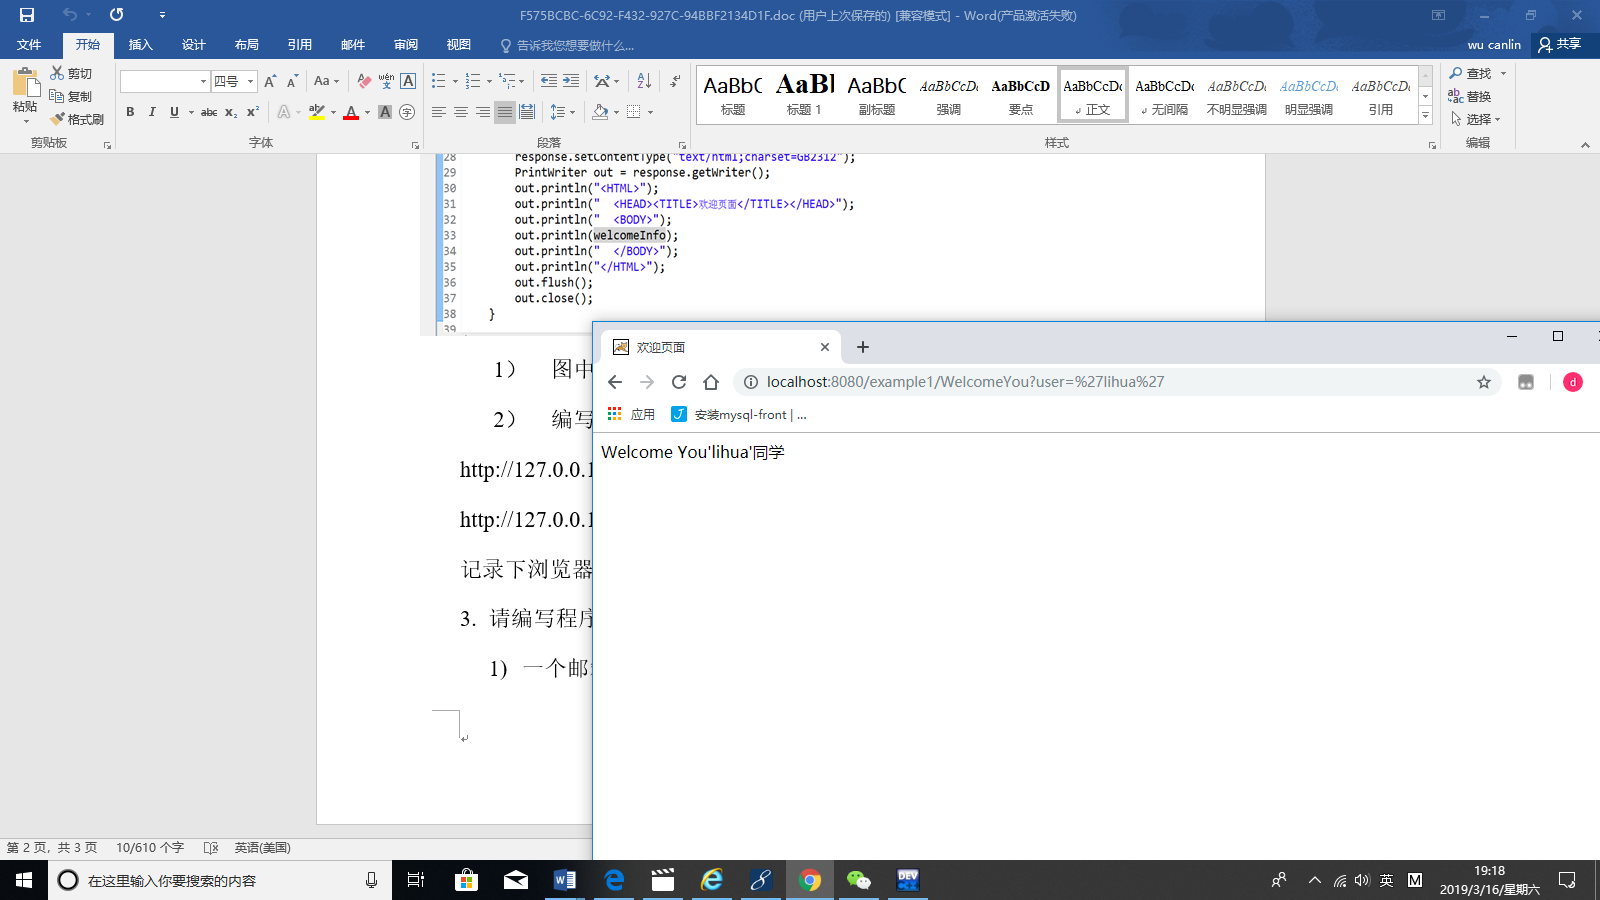 F575BCBC-6C92-F432-927C-94BBF2134D1F.doc (用户上次保存的) [兼容模式] - Word(产品激活失败)
文件 开始 插入 设计 布局 引用 邮件 审阅 视图 告诉我您想要做什么... wu canlin 共享
粘贴 剪切 复制 格式刷 剪贴板
四号 字体
段落
AaBbC 标题 AaBl 标题 1 AaBbC 副标题 AaBbCcDc 强调 AaBbCcD 要点 AaBbCcDc 正文 AaBbCcDc 无间隔 AaBbCcDc 不明显强调 AaBbCcDc 明显强调 AaBbCcDc 引用
样式
查找 替换 选择 编辑
28 response.setContentType("text/html;charset=GB2312");
29 PrintWriter out = response.getWriter();
30 out.println("<HTML>");
31 out.println("  <HEAD><TITLE>欢迎页面</TITLE></HEAD>");
32 out.println("  <BODY>");
33 out.println(welcomeInfo);
34 out.println("  </BODY>");
35 out.println("</HTML>");
36 out.flush();
37 out.close();
38 }
39
1） 图中
2） 编写
http://127.0.0.1
http://127.0.0.1
记录下浏览器
3. 请编写程序
1) 一个邮
欢迎页面
localhost:8080/example1/WelcomeYou?user=%27lihua%27
d
应用 安装mysql-front | ...
Welcome You'lihua'同学
第 2 页，共 3 页 10/610 个字 英语(美国)
在这里输入你要搜索的内容
DEV
英 M
19:18
2019/3/16/星期六